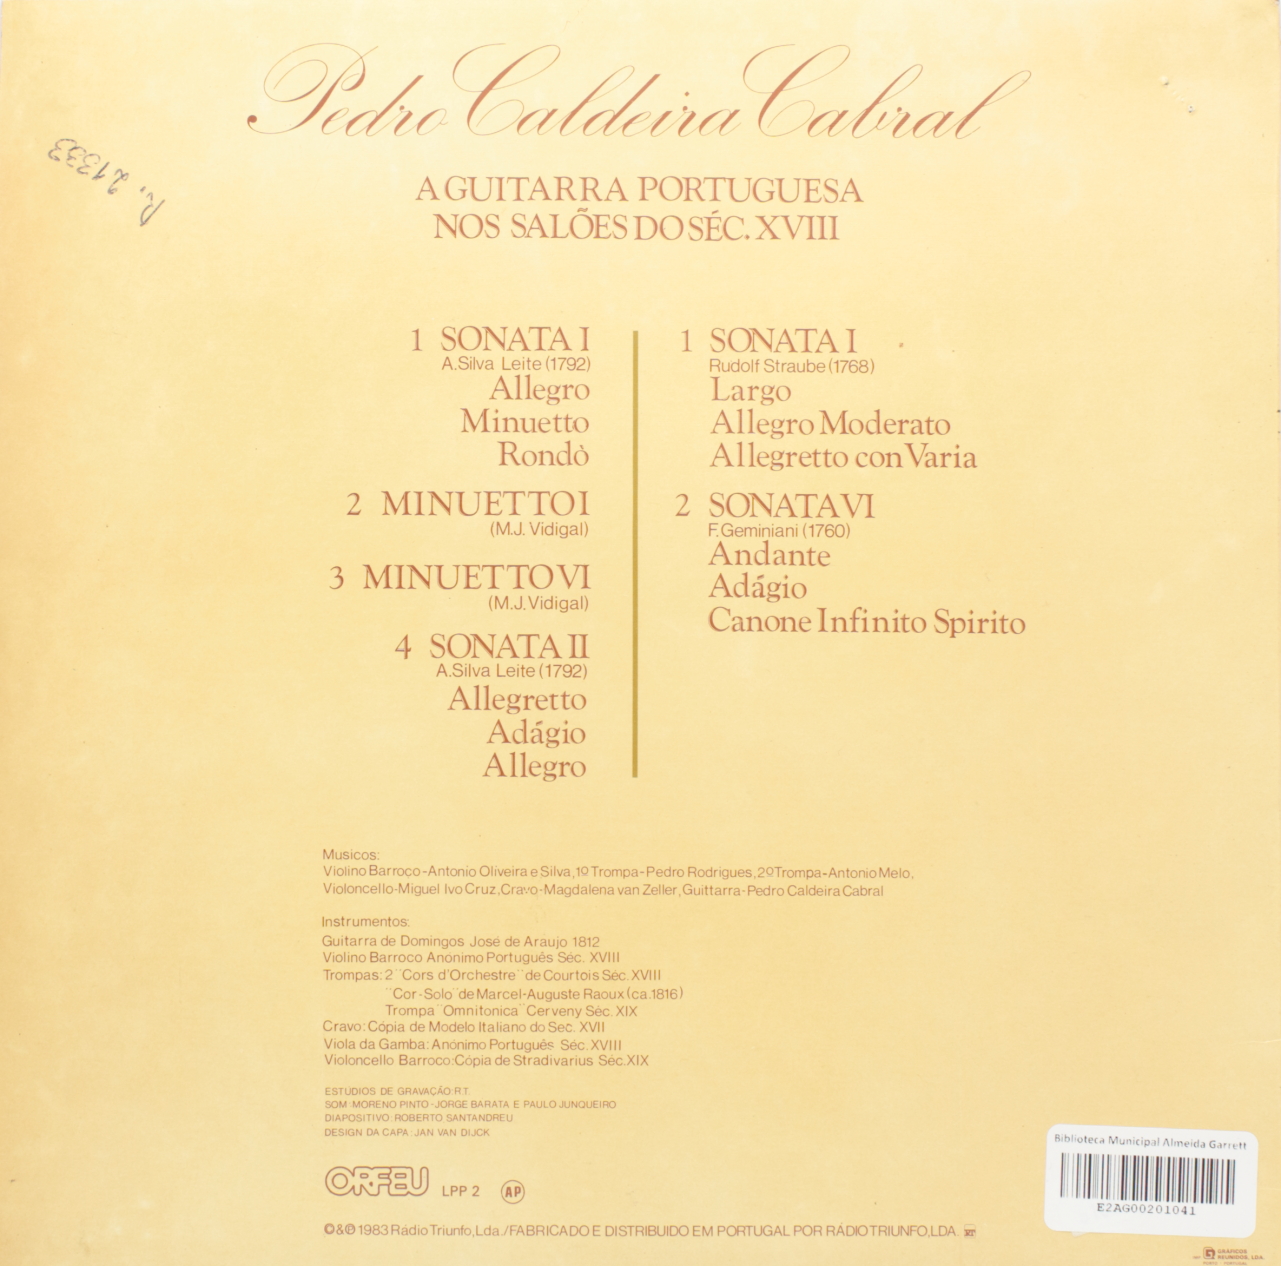 Pedro Caldeira Cabral
R. 21333
A GUITARRA PORTUGUESA
NOS SALÕES DO SÉC. XVIII
1 SONATA I
A. Silva Leite (1792)
Allegro
Minuetto
Rondò
2 MINUETTO I
(M.J. Vidigal)
3 MINUETTO VI
(M.J. Vidigal)
4 SONATA II
A. Silva Leite (1792)
Allegretto
Adágio
Allegro
1 SONATA I
Rudolf Straube (1768)
Largo
Allegro Moderato
Allegretto con Varia
2 SONATA VI
F. Geminiani (1760)
Andante
Adágio
Canone Infinito Spirito
Musicos:
Violino Barroco-Antonio Oliveira e Silva, 1º Trompa-Pedro Rodrigues, 2º Trompa-Antonio Melo,
Violoncello-Miguel Ivo Cruz, Cravo-Magdalena van Zeller, Guittarra-Pedro Caldeira Cabral
Instrumentos:
Guitarra de Domingos José de Araujo 1812
Violino Barroco Anónimo Português Séc. XVIII
Trompas: 2 "Cors d'Orchestre" de Courtois Séc. XVIII
"Cor-Solo" de Marcel-Auguste Raoux (ca. 1816)
Trompa "Omnitonica" Cerveny Séc. XIX
Cravo: Cópia de Modelo Italiano do Sec. XVII
Viola da Gamba: Anónimo Português Séc. XVIII
Violoncello Barroco: Cópia de Stradivarius Séc. XIX
ESTÚDIOS DE GRAVAÇÃO: R.T.
SOM: MORENO PINTO-JORGE BARATA E PAULO JUNQUEIRO
DIAPOSITIVO: ROBERTO SANTANDREU
DESIGN DA CAPA: JAN VAN DIJCK
ORFEU LPP 2 AP
©&℗ 1983 Rádio Triunfo, Lda./FABRICADO E DISTRIBUIDO EM PORTUGAL POR RÁDIO TRIUNFO, LDA. RT
Biblioteca Municipal Almeida Garrett
E2AG00201041
GRÁFICOS
REUNIDOS, LDA.